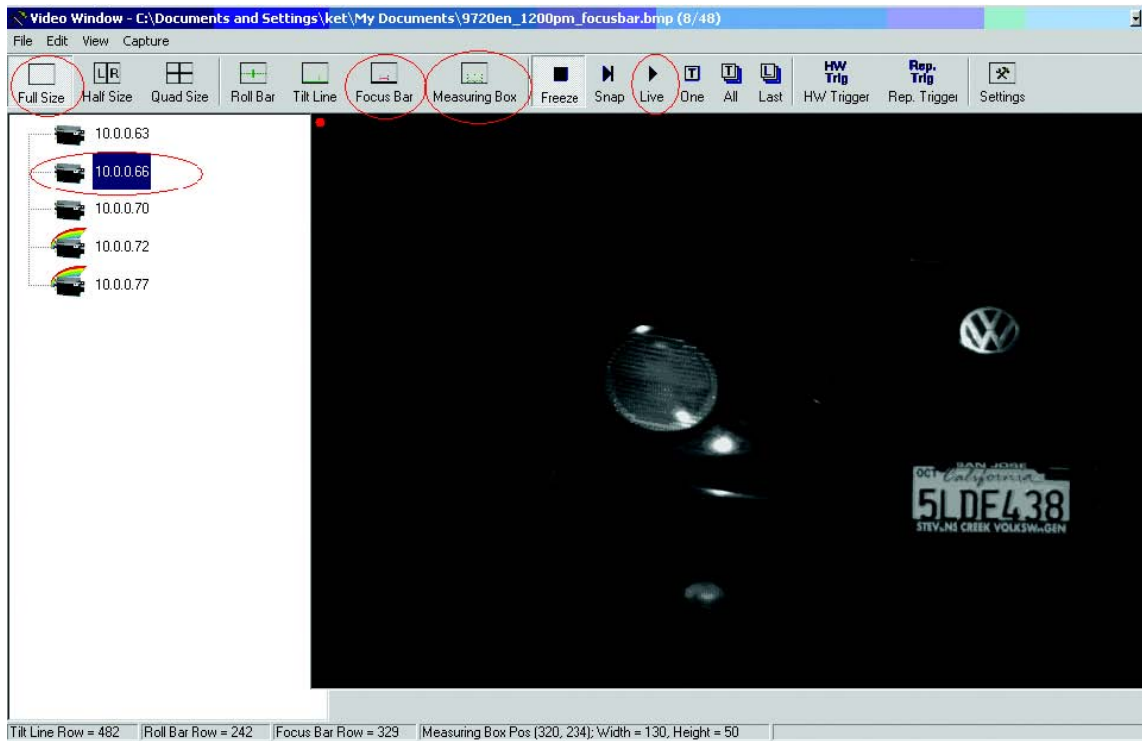 Video Window - C:\Documents and Settings\ket\My Documents\9720en_1200pm_focusbar.bmp (8/48)
File Edit View Capture
L R
T T L HW Trig Rep. Trig
Full Size Half Size Quad Size Roll Bar Tilt Line Focus Bar Measuring Box Freeze Snap Live One All Last HW Trigger Rep. Trigger Settings
10.0.0.63
10.0.0.66
10.0.0.70
10.0.0.72
10.0.0.77
SAN JOSE
OCT California
5LDE438
CREEK
Tilt Line Row = 482 Roll Bar Row = 242 Focus Bar Row = 329 Measuring Box Pos (320, 234); Width = 130, Height = 50